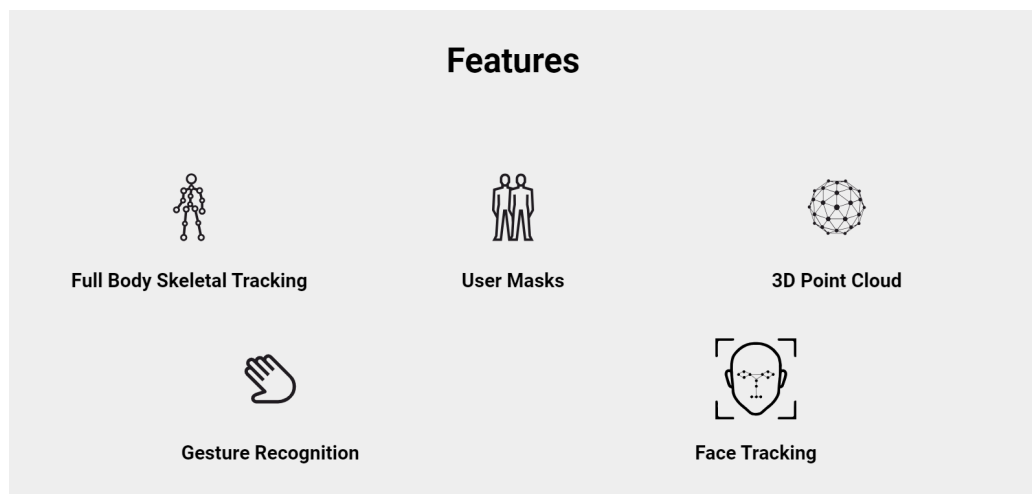 Features
Full Body Skeletal Tracking
User Masks
3D Point Cloud
Gesture Recognition
Face Tracking